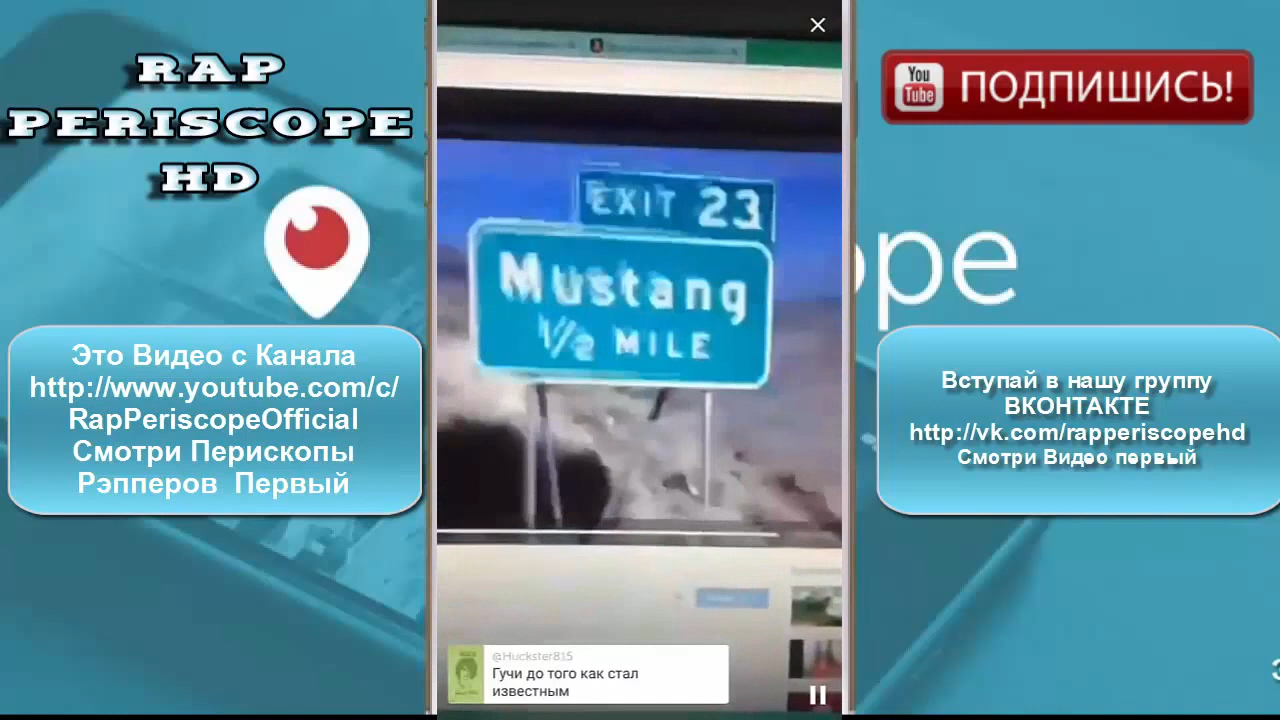 RAP
PERISCOPE
HD
Это Видео с Канала
http://www.youtube.com/c/
RapPeriscopeOfficial
Смотри Перископы
Рэпперов Первый
EXIT 23
Mustang
1/2 MILE
@Huckster815
Гучи до того как стал
известным
You
Tube
ПОДПИШИСЬ!
ope
Вступай в нашу группу
ВКОНТАКТЕ
http://vk.com/rapperiscopehd
Смотри Видео первый